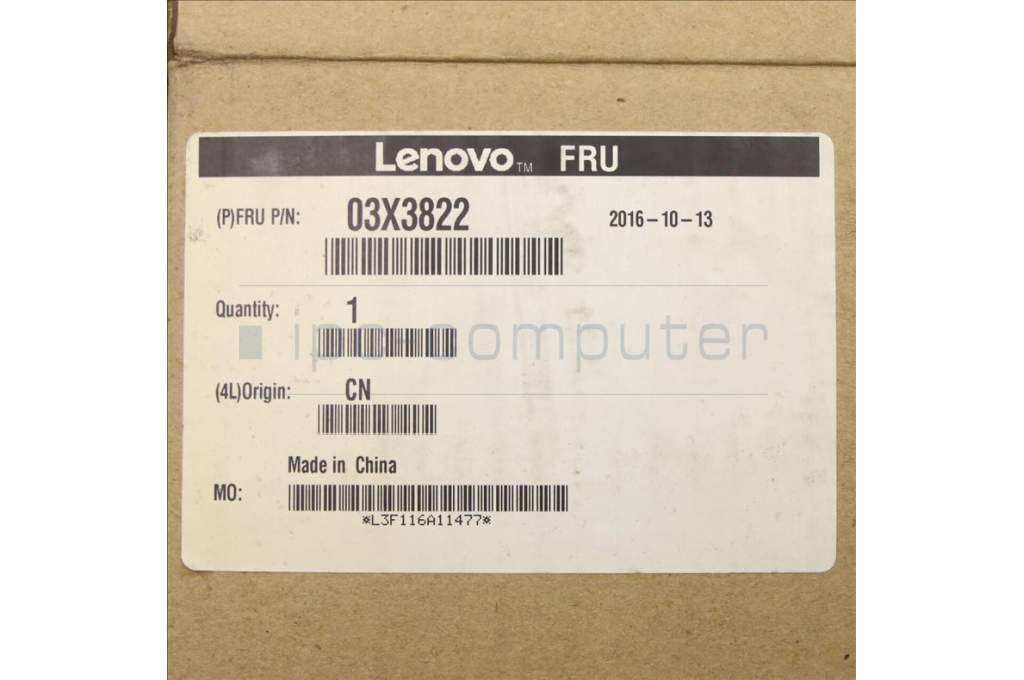 Lenovo™ FRU
(P)FRU P/N: 03X3822 2016-10-13
Quantity: 1
ipc-computer
(4L)Origin: CN
Made in China
MO:
*L3F116A11477*